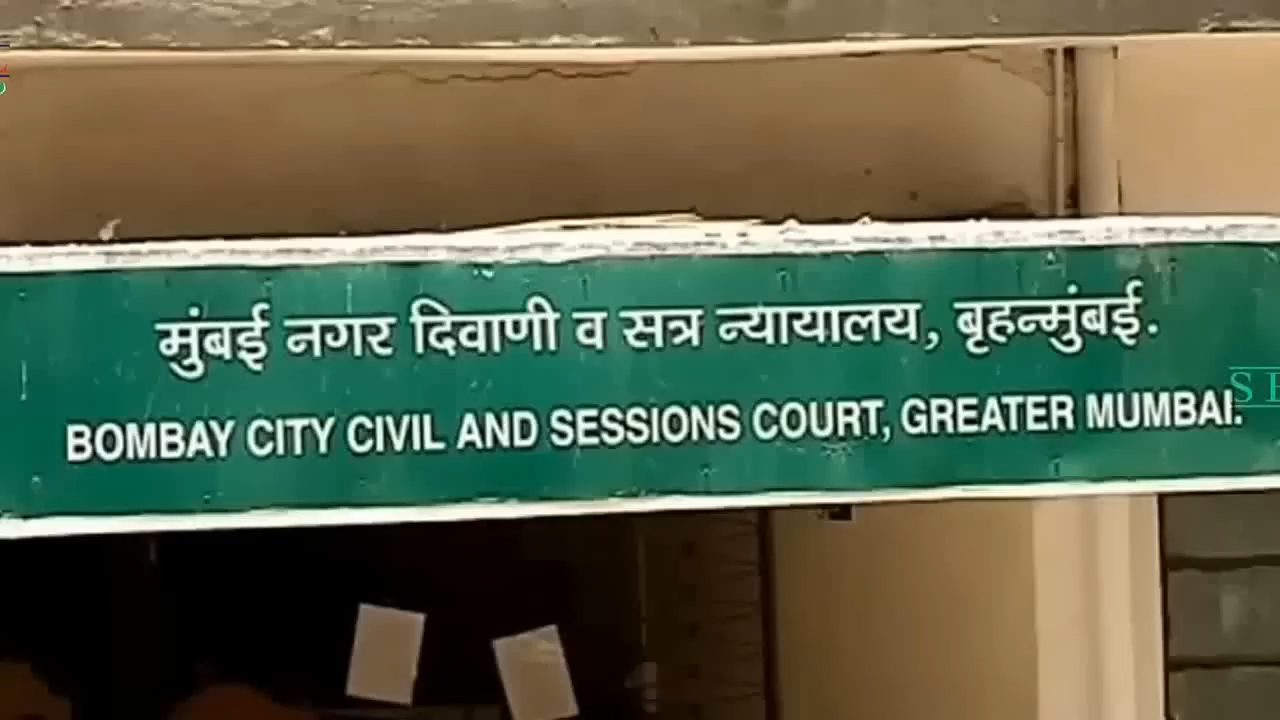 मुंबई नगर दिवाणी व सत्र न्यायालय, बृहन्मुंबई.
BOMBAY CITY CIVIL AND SESSIONS COURT, GREATER MUMBAI.